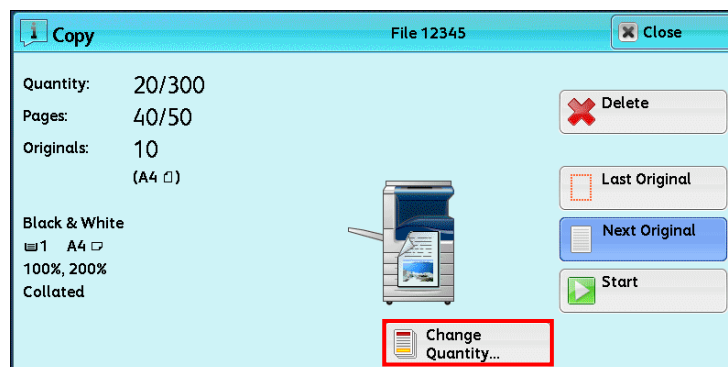 Copy
File 12345
Close
Quantity: 20/300
Pages: 40/50
Originals: 10
(A4)
Black & White
1 A4
100%, 200%
Collated
Delete
Last Original
Next Original
Start
Change
Quantity...